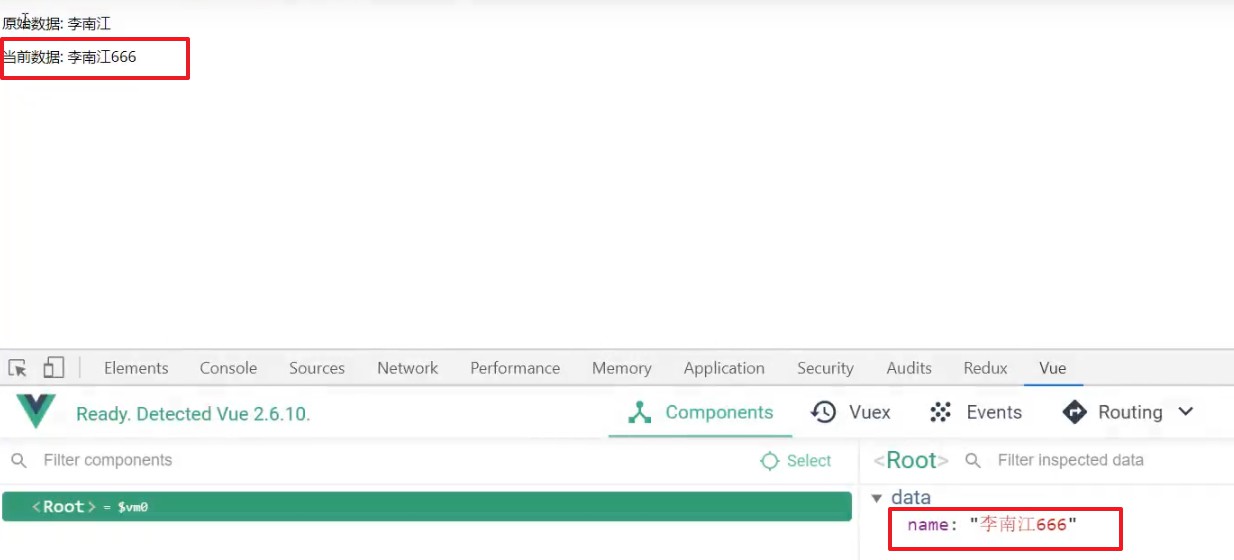 原始数据: 李南江
当前数据: 李南江666
Elements Console Sources Network Performance Memory Application Security Audits Redux Vue
Ready. Detected Vue 2.6.10. Components Vuex Events Routing
Filter components Select <Root> Filter inspected data
<Root> = $vm0
data
name: "李南江666"